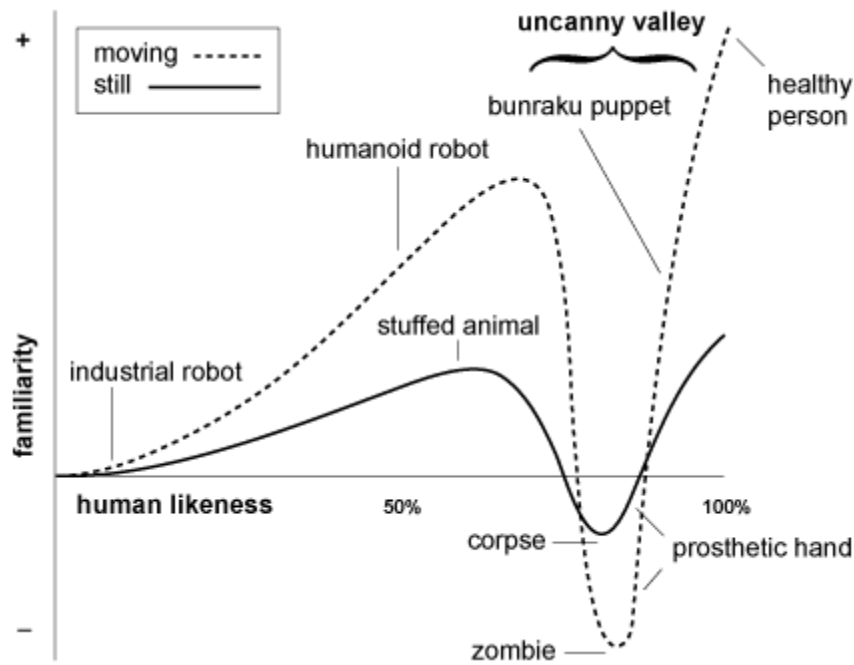 +
uncanny valley
moving
still
healthy
person
bunraku puppet
humanoid robot
stuffed animal
industrial robot
familiarity
human likeness
50%
100%
corpse
prosthetic hand
–
zombie